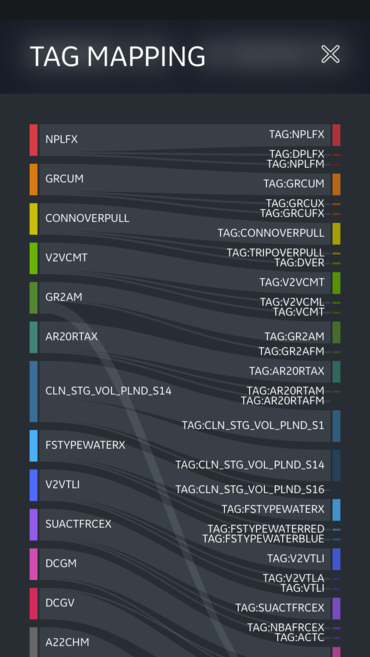 TAG MAPPING
NPLFX
GRCUM
CONNOVERPULL
V2VCMT
GR2AM
AR20RTAX
CLN_STG_VOL_PLND_S14
FSTYPEWATERX
V2VTLI
SUACTFRCEX
DCGM
DCGV
A22CHM
TAG:NPLFX
TAG:DPLFX
TAG:NPLFM
TAG:GRCUM
TAG:GRCUX
TAG:GRCUFX
TAG:CONNOVERPULL
TAG:TRIPOVERPULL
TAG:DVER
TAG:V2VCMT
TAG:V2VCML
TAG:VCMT
TAG:GR2AM
TAG:GR2AFM
TAG:AR20RTAX
TAG:AR20RTAM
TAG:AR20RTAFM
TAG:CLN_STG_VOL_PLND_S1
TAG:CLN_STG_VOL_PLND_S14
TAG:CLN_STG_VOL_PLND_S16
TAG:FSTYPEWATERX
TAG:FSTYPEWATERRED
TAG:FSTYPEWATERBLUE
TAG:V2VTLI
TAG:V2VTLA
TAG:VTLI
TAG:SUACTFRCEX
TAG:NBAFRCEX
TAG:ACTC